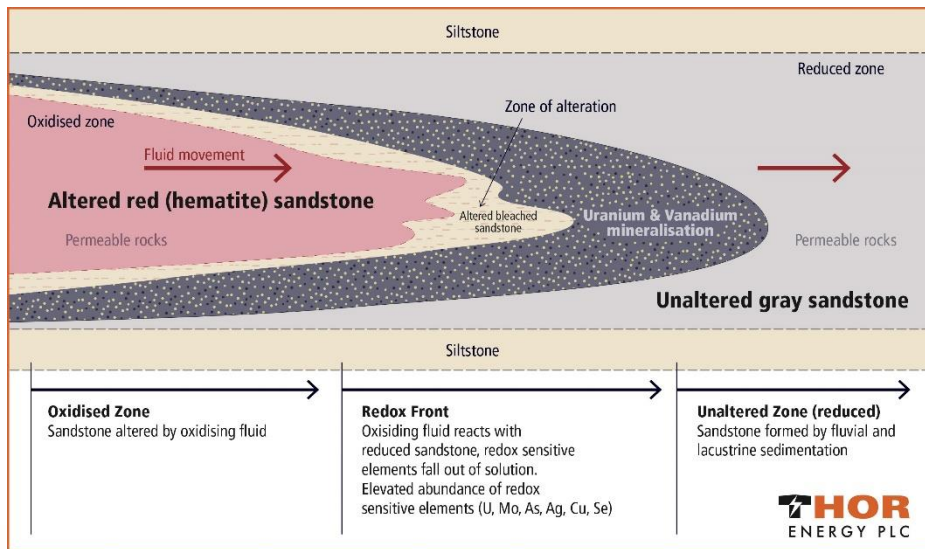 Siltstone
Reduced zone
Zone of alteration
Oxidised zone
Fluid movement
Altered red (hematite) sandstone
Altered bleached
sandstone
Uranium & Vanadium
mineralisation
Permeable rocks
Permeable rocks
Unaltered gray sandstone
Siltstone
Oxidised Zone
Sandstone altered by oxidising fluid
Redox Front
Oxisiding fluid reacts with
reduced sandstone, redox sensitive
elements fall out of solution.
Elevated abundance of redox
sensitive elements (U, Mo, As, Ag, Cu, Se)
Unaltered Zone (reduced)
Sandstone formed by fluvial and
lacustrine sedimentation
THOR
ENERGY PLC